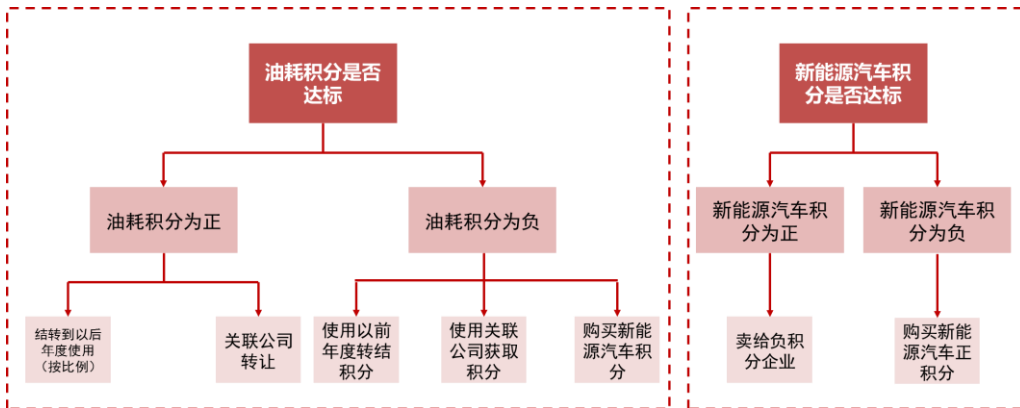 油耗积分是否
达标
油耗积分为正
油耗积分为负
结转到以后
年度使用
（按比例）
关联公司
转让
使用以前
年度转结
积分
使用关联
公司获取
积分
购买新能
源汽车积
分
新能源汽车积
分是否达标
新能源汽车积
分为正
新能源汽车积
分为负
卖给负积
分企业
购买新能
源汽车正
积分